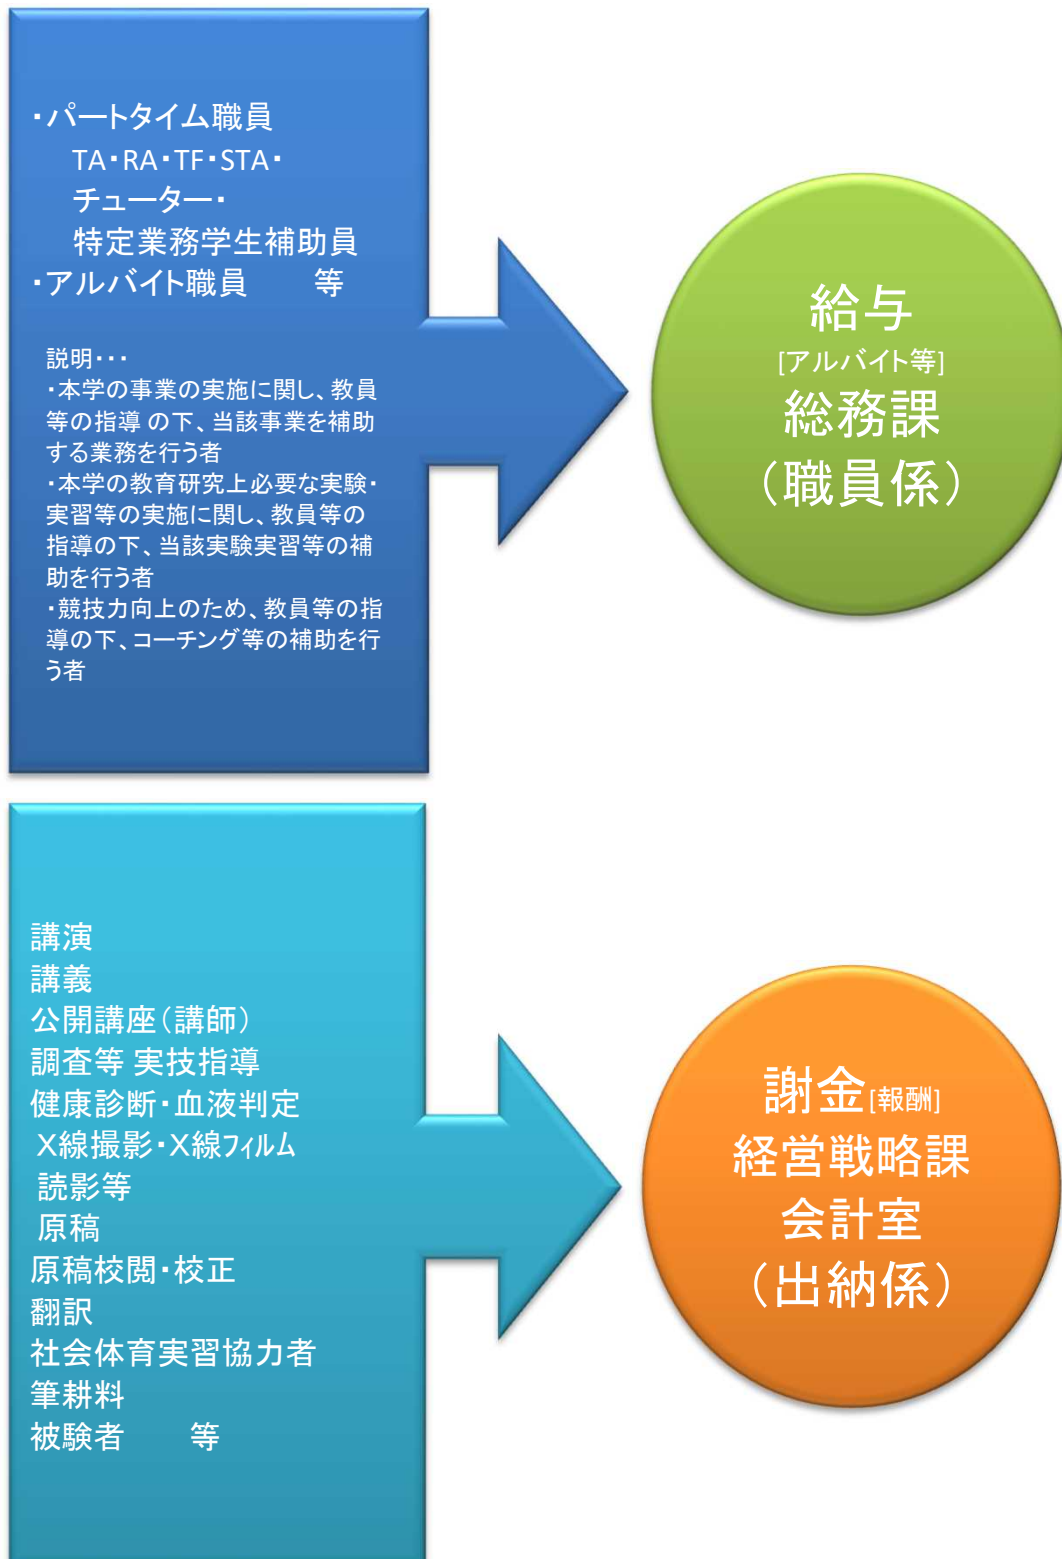 ・パートタイム職員
TA・RA・TF・STA・
チューター・
特定業務学生補助員
・アルバイト職員　　等
説明・・・
・本学の事業の実施に関し、教員
等の指導 の下、当該事業を補助
する業務を行う者
・本学の教育研究上必要な実験・
実習等の実施に関し、教員等の
指導の下、当該実験実習等の補
助を行う者
・競技力向上のため、教員等の指
導の下、コーチング等の補助を行
う者
給与
[アルバイト等]
総務課
（職員係）
講演
講義
公開講座（講師）
調査等 実技指導
健康診断・血液判定
X線撮影・X線フィルム
読影等
原稿
原稿校閲・校正
翻訳
社会体育実習協力者
筆耕料
被験者　　等
謝金[報酬]
経営戦略課
会計室
（出納係）